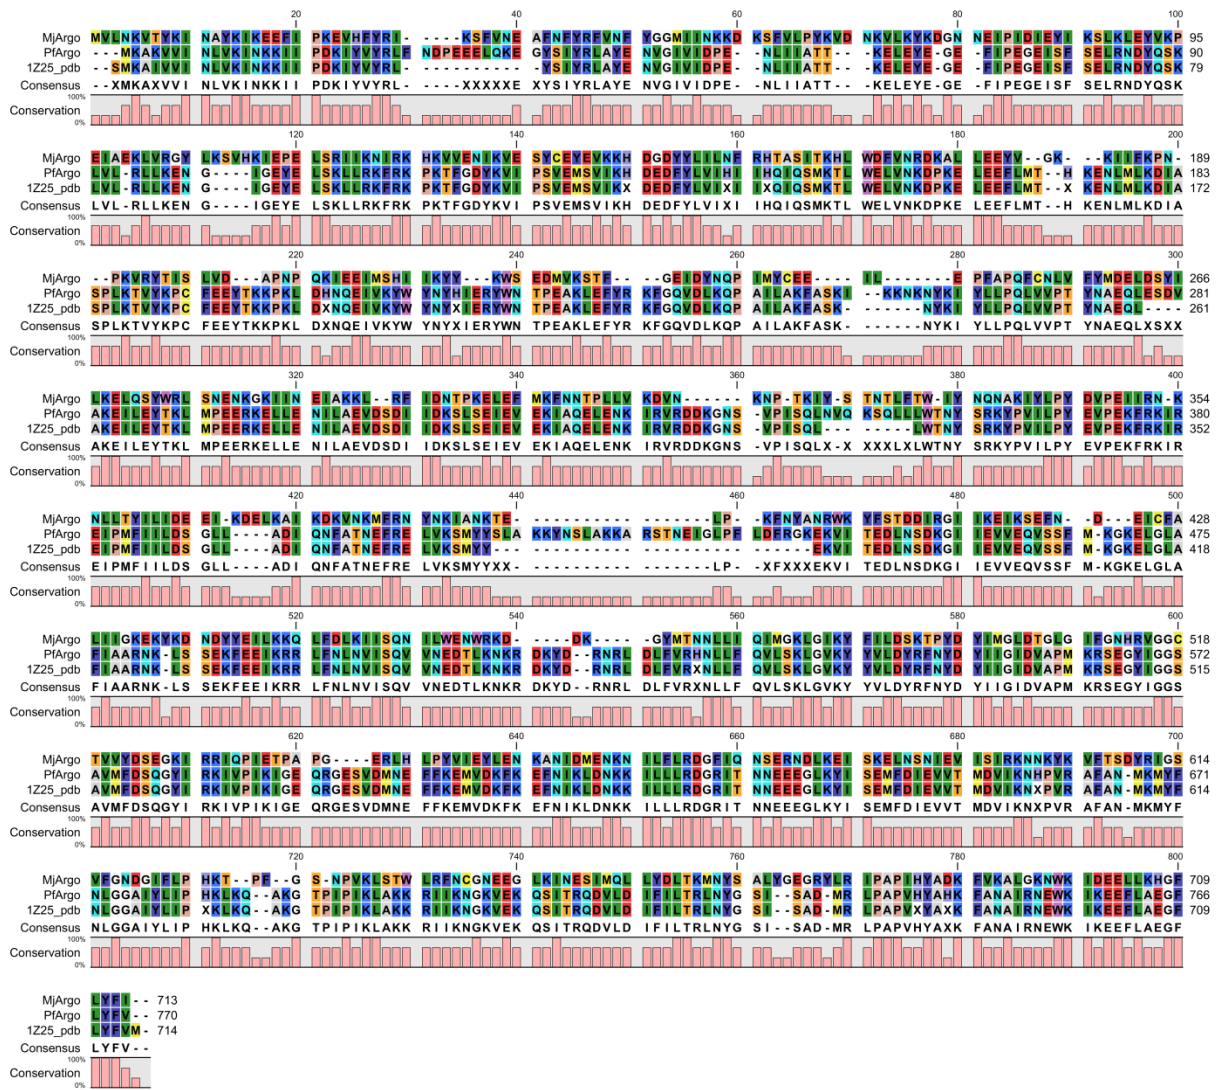 20 40 60 80 100
MjArgo MVLNKVTYKI NAYKIKEEFI PKEVHFYRI- ----KSFVNE AFNFYRFVNF YGGMIINKKD KSFVLPYKVD NKVLKYKDGN NEIPIDIEYI KSLKLEYVKP 95
PfArgo ---MKAKVVI NLVKINKKII PDKIYVYRLF NDPEEELQKE GYSIYRLAYE NVGIVIDPE- -NLIIATT-- -KELEYE-GE -FIPEGEISF SELRNDYQSK 90
1Z25_pdb --SMKAIVVI NLVKINKKII PDKIYVYRL- ---------- -YSIYRLAYE NVGIVIDPE- -NLIIATT-- -KELEYE-GE -FIPEGEISF SELRNDYQSK 79
Consensus --XMKAXVVI NLVKINKKII PDKIYVYRL- ----XXXXXE XYSIYRLAYE NVGIVIDPE- -NLIIATT-- -KELEYE-GE -FIPEGEISF SELRNDYQSK
100%
Conservation
0%
120 140 160 180 200
MjArgo EIAEKLVRGY LKSVHKIEPE LSRIIKNIRK HKVVENIKVE SYCEYEVKKH DGDYYLILNF RHTASITKHL WDFVNRDKAL LEEYV--GK- -KIIFKPN- 189
PfArgo LVL-RLLKEN G----IGEYE LSKLLRKFRK PKTFGDYKVI PSVEMSVIKH DEDFYLVIHI IHQIQSMKTL WELVNKDPKE LEEFLMT--H KENLMLKDIA 183
1Z25_pdb LVL-RLLKEN G----IGEYE LSKLLRKFRK PKTFGDYKVI PSVEMSVIKX DEDFYLVIXI IXQIQSMKTL WELVNKDPKE LEEFLMT--X KENLMLKDIA 172
Consensus LVL-RLLKEN G----IGEYE LSKLLRKFRK PKTFGDYKVI PSVEMSVIKH DEDFYLVIXI IHQIQSMKTL WELVNKDPKE LEEFLMT--H KENLMLKDIA
100%
Conservation
0%
220 240 260 280 300
MjArgo --PKVRYTIS LVD---APNP QKIEEIMSHI IKYY---KWS EDMVKSTF-- --GEIDYNQP IMYCEE---- --IL-----E PFAPQFCNLV FYMDELDSYI 266
PfArgo SPLKTVYKPC FEEYTKKPKL DHNQEIVKYW YNYHIERYWN TPEAKLEFYR KFGQVDLKQP AILAKFASKI -KKNKNYKIY YLLPQLVVPT YNAEQLESDV 281
1Z25_pdb SPLKTVYKPC FEEYTKKPKL DXNQEIVKYW YNYXIERYWN TPEAKLEFYR KFGQVDLKQP AILAKFASK- ------NYKI YLLPQLVVPT YNAEQL---- 261
Consensus SPLKTVYKPC FEEYTKKPKL DXNQEIVKYW YNYXIERYWN TPEAKLEFYR KFGQVDLKQP AILAKFASK- ------NYKI YLLPQLVVPT YNAEQLXSXX
100%
Conservation
0%
320 340 360 380 400
MjArgo LKELQSYWRL SNENKGKIIN EIAKKL--RF IDNTPKELEF MKFNNTPLLV KDVN------ KNP-TKIY-S TNTLFTW-IY NQNAKIYLPY DVPEIIRN-K 354
PfArgo AKEILEYTKL MPEERKELLE NILAEVDSDI IDKSLSEIEV EKIAQELENK IRVRDDKGNS VPISQLNVQK SQLLLWTNYS RKYPVILPYE VPEKFRKIR 380
1Z25_pdb AKEILEYTKL MPEERKELLE NILAEVDSDI IDKSLSEIEV EKIAQELENK IRVRDDKGNS -VPISQL--- ------LWTNY SRKYPVILPY EVPEKFRKIR 352
Consensus AKEILEYTKL MPEERKELLE NILAEVDSDI IDKSLSEIEV EKIAQELENK IRVRDDKGNS -VPISQLX-X XXXLXLWTNY SRKYPVILPY EVPEKFRKIR
100%
Conservation
0%
420 440 460 480 500
MjArgo NLLTYILIDE EI-KDELKAI KDKVNKMFRN YNKIANKTE- ---------- ---------- LP--KFNYANRWK YFSTDDIRGI IKEIKSEFN- --D--EICFA
PfArgo EIPMFIILDS GLL---ADIQ NFATNEFRE LVKSMYYSLA KKYNSLAKKA RSTNEIGLPF LDFRGKEKVI TEDLNSDKGI IEVVEQVSSF M-KGKELGLA 475
1Z25_pdb EIPMFIILDS GLL---ADIQ NFATNEFRE LVKSMYY--- ---------- ---------- -------EKVI TEDLNSDKGI IEVVEQVSSF M-KGKELGLA 418
Consensus EIPMFIILDS GLL---ADIQ NFATNEFRE LVKSMYYXX- ---------- --------LP- XFXXXEKVI TEDLNSDKGI IEVVEQVSSF M-KGKELGLA
100%
Conservation
0%
520 540 560 580 600
MjArgo LIIGKEKYKD NDYYEILKKQ LFDLKIISQN ILWENWRKD- ----DK---- -GYMTNNLLI QIMGKLGIKY FILDSKTPYD YIMGLDTGLG IFGNHRVGGC 518
PfArgo FIAARNK-LS SEKFEEIKRR LFNLNVISQV VNEDTLKNKR DKYD--RNRL DLFVRHNLLF QVLSKLGVKY YVLDYRFNYD YIIGIDVAPM KRSEGYIGGS 572
1Z25_pdb FIAARNK-LS SEKFEEIKRR LFNLNVISQV VNEDTLKNKR DKYD--RNRL DLFVRXNLLF QVLSKLGVKY YVLDYRFNYD YIIGIDVAPM KRSEGYIGGS 515
Consensus FIAARNK-LS SEKFEEIKRR LFNLNVISQV VNEDTLKNKR DKYD--RNRL DLFVRXNLLF QVLSKLGVKY YVLDYRFNYD YIIGIDVAPM KRSEGYIGGS
100%
Conservation
0%
620 640 660 680 700
MjArgo TVVYDSEGKI RRIQPIETPA PG----ERLH LPYVIEYLEN KANIDMENKN ILFLRDGFIQ NSERNDLKEI SKELNSNIEV ISIRKNNKYK VFTSDYRIGS 614
PfArgo AVMFDSQGYI RKIVPIKIGE QRGESVDMNE FFKEMVDKFK EFNIKLDNKK ILLLRDGRIT NNEEEGLKYI SEMFDIEVVT MDVIKNHPVR AFAN-MKMYF 671
1Z25_pdb AVMFDSQGYI RKIVPIKIGE QRGESVDMNE FFKEMVDKFK EFNIKLDNKK ILLLRDGRIT NNEEEGLKYI SEMFDIEVVT MDVIKNXPVR AFAN-MKMYF 614
Consensus AVMFDSQGYI RKIVPIKIGE QRGESVDMNE FFKEMVDKFK EFNIKLDNKK ILLLRDGRIT NNEEEGLKYI SEMFDIEVVT MDVIKNXPVR AFAN-MKMYF
100%
Conservation
0%
720 740 760 780 800
MjArgo VFGNDGIFLP HKT--PF--G S-NPVKLSTW LRFNCGNEEG LKINESIMQL LYDLTKMNYS ALYGEGRYLR IPAPIHYADK FVKALGKNWK IDEELLKHGF 709
PfArgo NLGGAIYLIP HKLKQ--AKG TPIPIKLAKK RIIKNGKVEK QSITRQDVLD IFILTRLNYG SI--SAD-MR LPAPVHYAHK FANAIRNEWK IKEEFLAEGF 766
1Z25_pdb NLGGAIYLIP XKLKQ--AKG TPIPIKLAKK RIIKNGKVEK QSITRQDVLD IFILTRLNYG SI--SAD-MR LPAPVXYAXK FANAIRNEWK IKEEFLAEGF 709
Consensus NLGGAIYLIP HKLKQ--AKG TPIPIKLAKK RIIKNGKVEK QSITRQDVLD IFILTRLNYG SI--SAD-MR LPAPVHYAXK FANAIRNEWK IKEEFLAEGF
100%
Conservation
0%
MjArgo LYFI-- 713
PfArgo LYFV-- 770
1Z25_pdb LYFVM- 714
Consensus LYFV--
100%
Conservation
0%